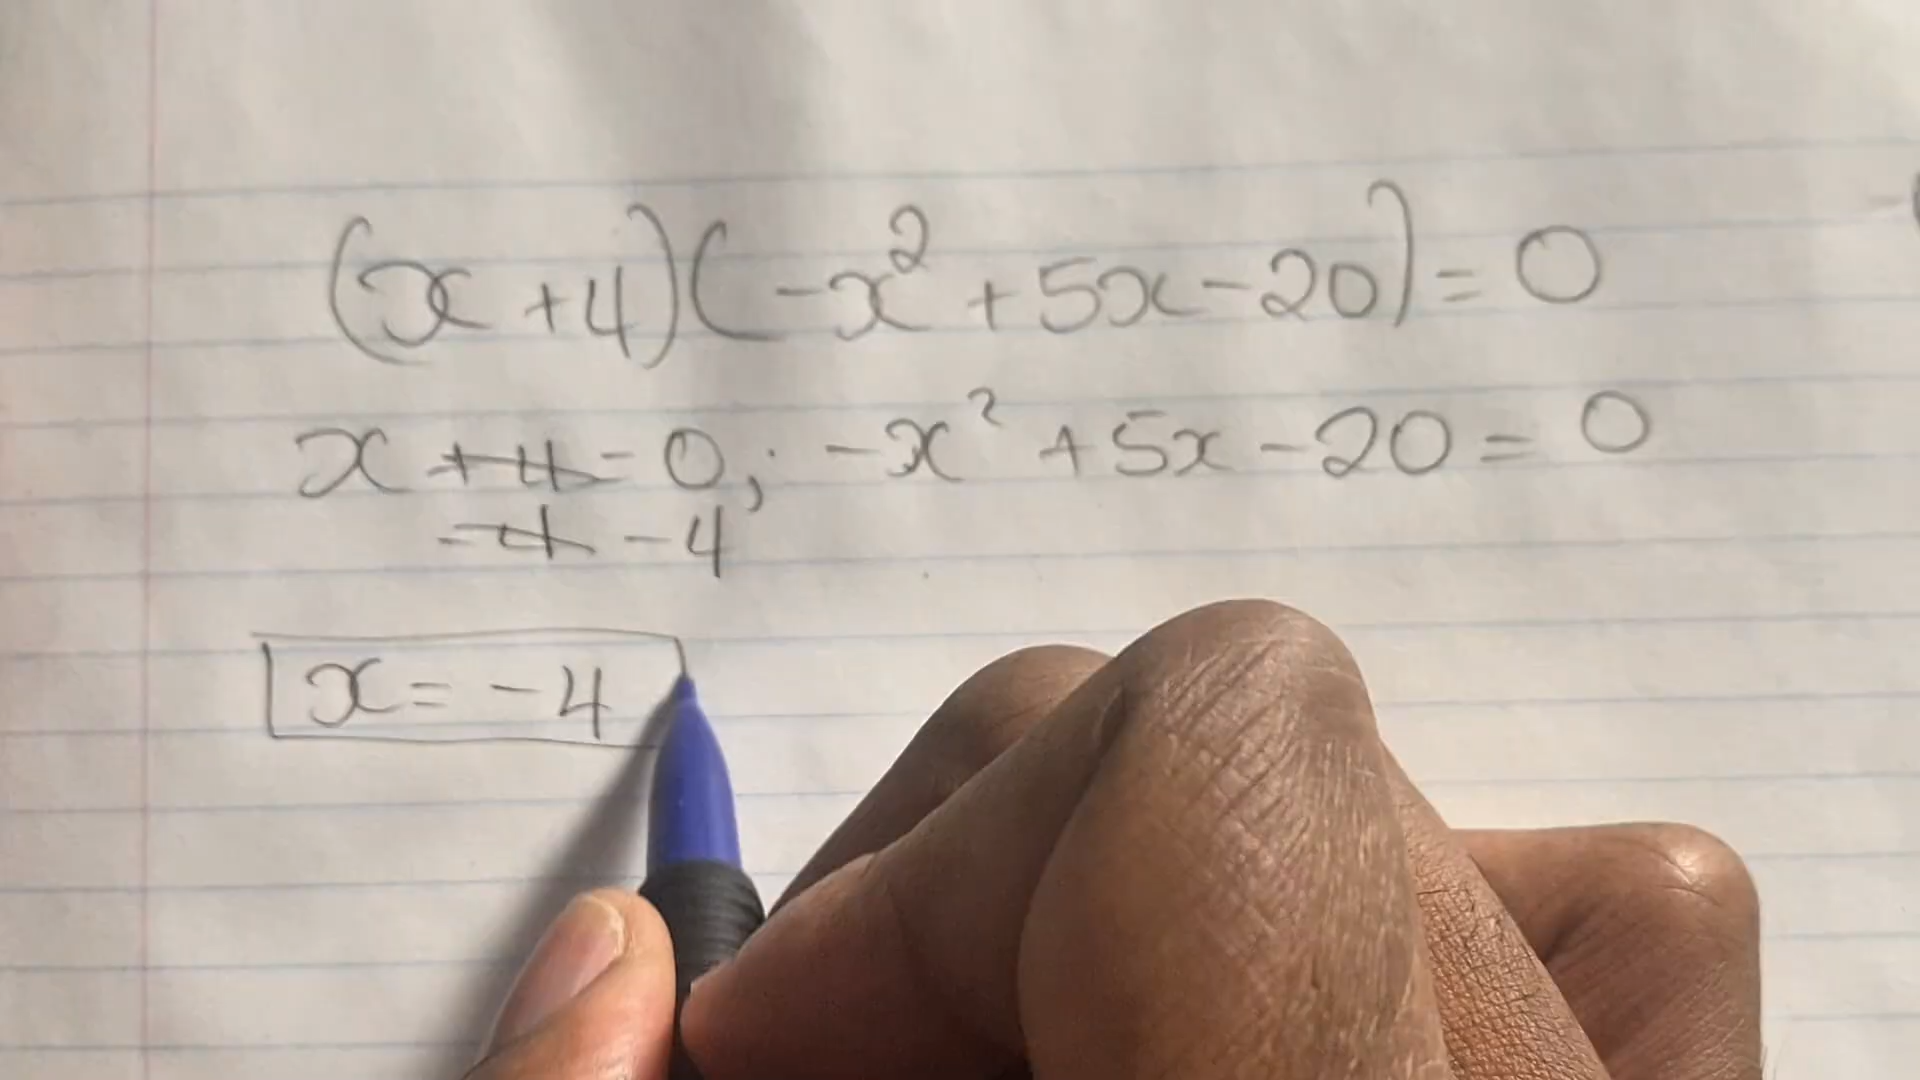 (x + 4)(-x² + 5x - 20) = 0
x + 4 = 0; -x² + 5x - 20 = 0
- 4 - 4
x = - 4